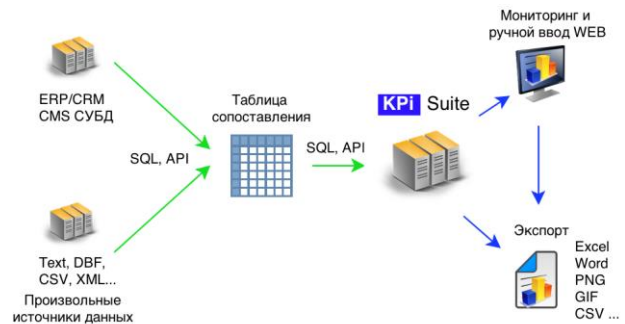 Мониторинг и
ручной ввод WEB
ERP/CRM
CMS СУБД
Таблица
сопоставления
KPi Suite
SQL, API
SQL, API
Text, DBF,
CSV, XML...
Произвольные
источники данных
Экспорт
Excel
Word
PNG
GIF
CSV ...